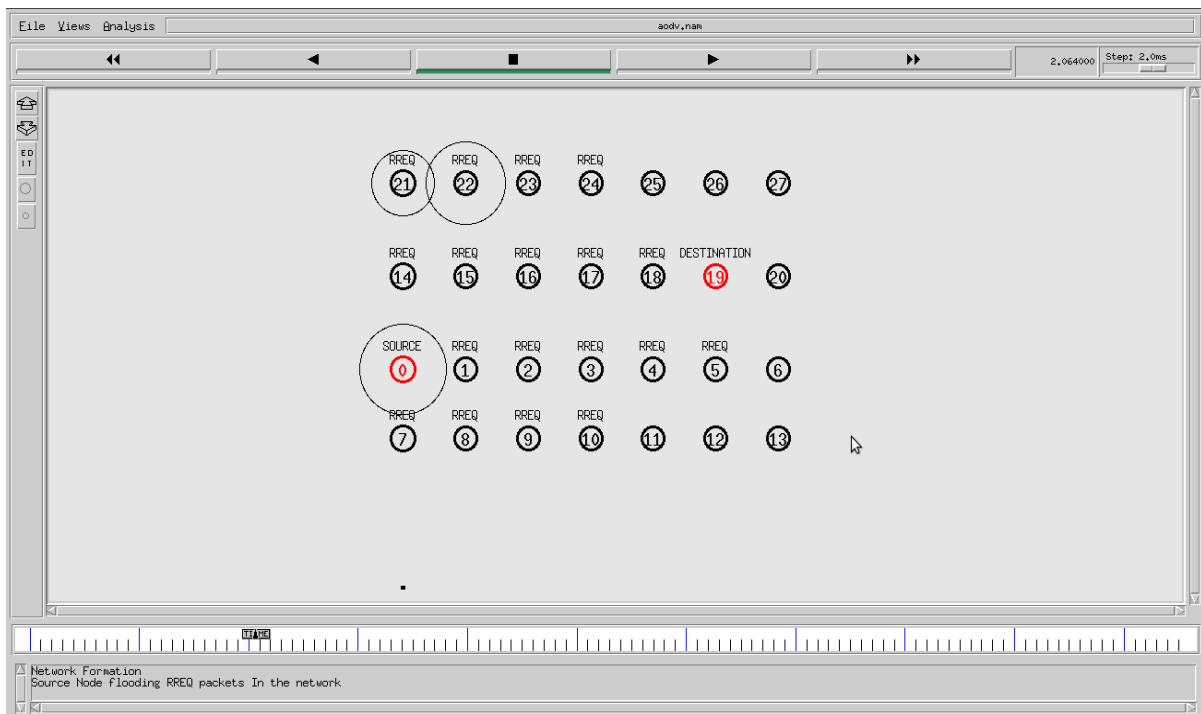 File Views Analysis aodv.nam
2.064000 Step: 2.0ms
ED
IT
RREQ RREQ RREQ RREQ
21 22 23 24 25 26 27
RREQ RREQ RREQ RREQ RREQ DESTINATION
14 15 16 17 18 19 20
SOURCE RREQ RREQ RREQ RREQ RREQ
0 1 2 3 4 5 6
RREQ RREQ RREQ RREQ
7 8 9 10 11 12 13
TIME
Network Formation
Source Node flooding RREQ packets In the network